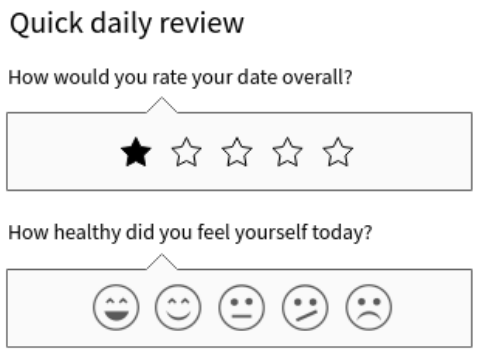 Quick daily review
How would you rate your date overall?
How healthy did you feel yourself today?